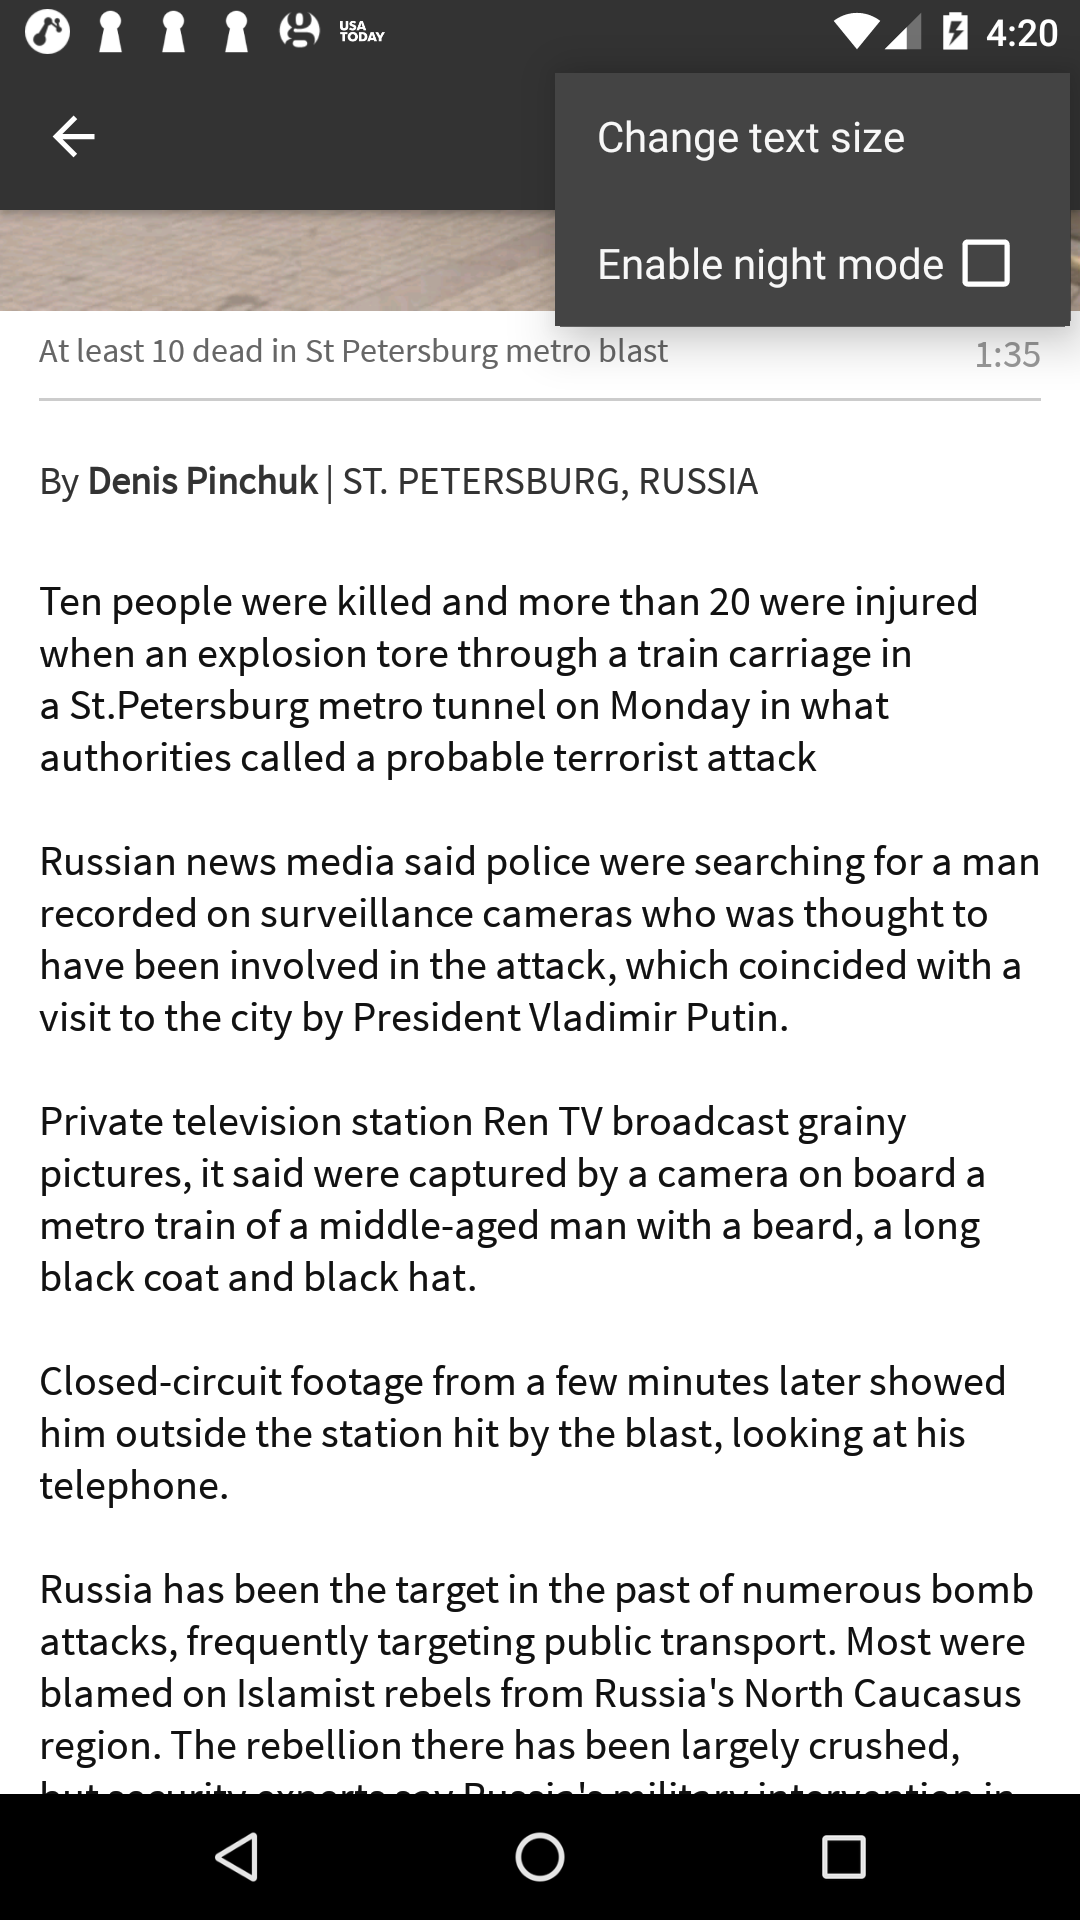 USA
TODAY
4:20
Change text size
Enable night mode
At least 10 dead in St Petersburg metro blast
1:35
By Denis Pinchuk | ST. PETERSBURG, RUSSIA
Ten people were killed and more than 20 were injured
when an explosion tore through a train carriage in
a St.Petersburg metro tunnel on Monday in what
authorities called a probable terrorist attack
Russian news media said police were searching for a man
recorded on surveillance cameras who was thought to
have been involved in the attack, which coincided with a
visit to the city by President Vladimir Putin.
Private television station Ren TV broadcast grainy
pictures, it said were captured by a camera on board a
metro train of a middle-aged man with a beard, a long
black coat and black hat.
Closed-circuit footage from a few minutes later showed
him outside the station hit by the blast, looking at his
telephone.
Russia has been the target in the past of numerous bomb
attacks, frequently targeting public transport. Most were
blamed on Islamist rebels from Russia's North Caucasus
region. The rebellion there has been largely crushed,
but security experts say Russia's military intervention in